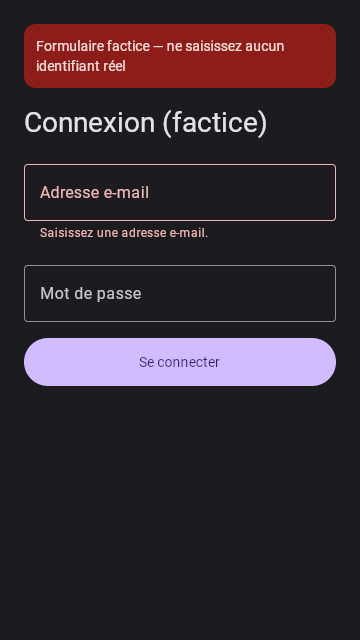 Formulaire factice — ne saisissez aucun
identifiant réel
Connexion (factice)
Adresse e-mail
Saisissez une adresse e-mail.
Mot de passe
Se connecter